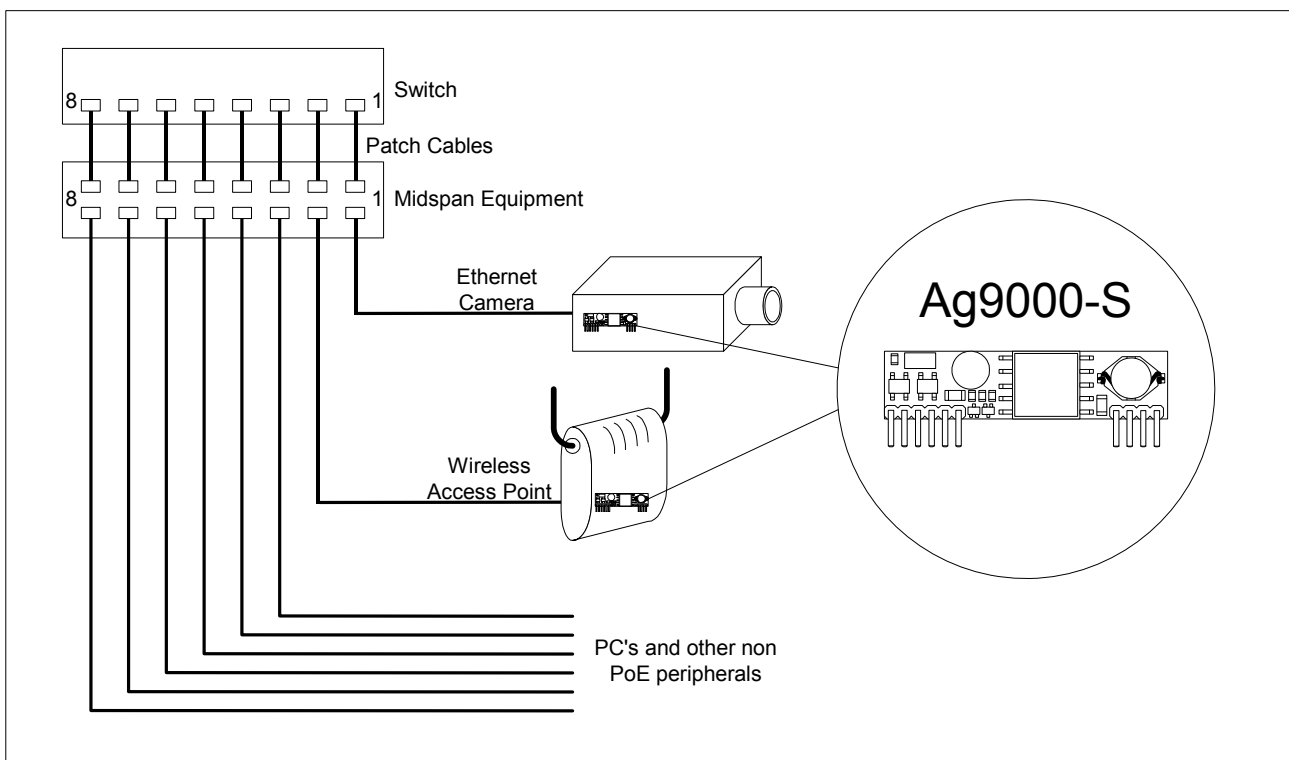 8
1
Switch
Patch Cables
8
1
Midspan Equipment
Ethernet
Camera
Ag9000-S
Wireless
Access Point
PC's and other non
PoE peripherals